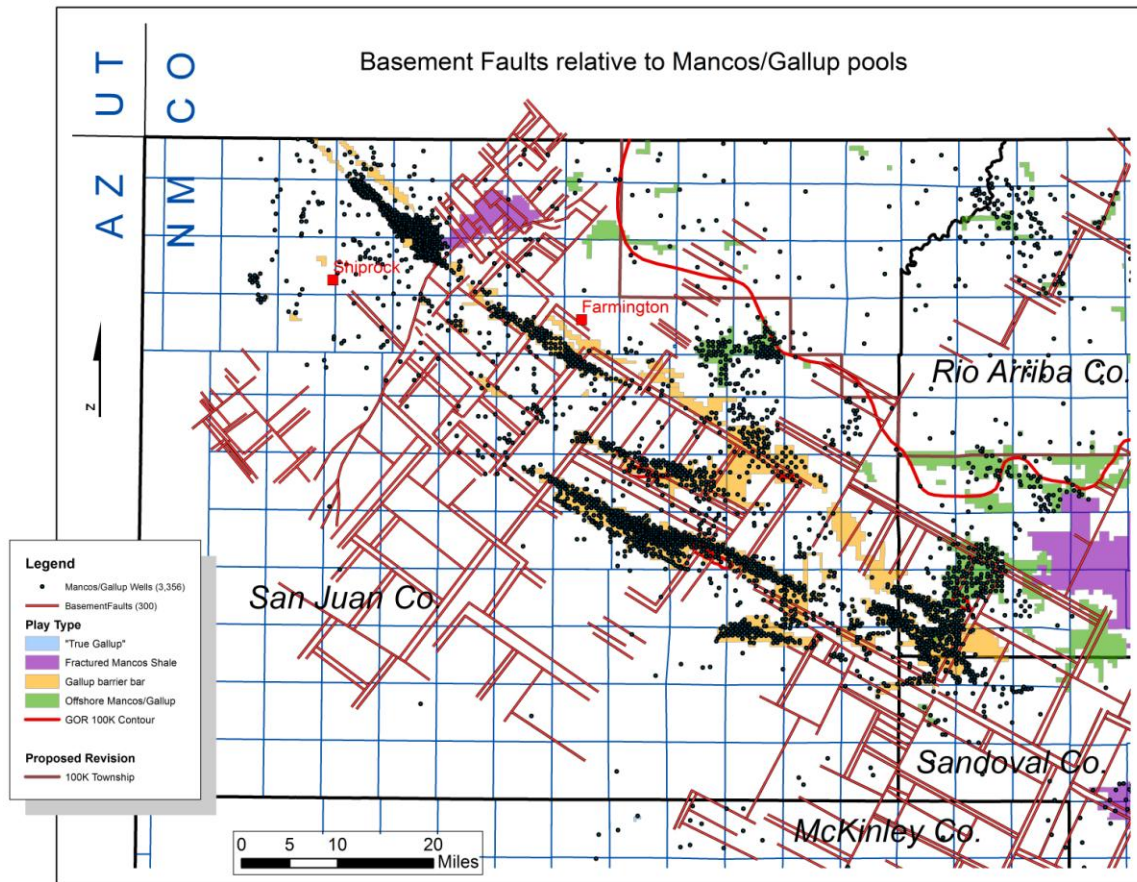 Basement Faults relative to Mancos/Gallup pools
UT
CO
AZ
NM
Shiprock
Farmington
Rio Arriba Co.
San Juan Co.
Sandoval Co.
McKinley Co.
N
Legend
Mancos/Gallup Wells (3,356)
BasementFaults (300)
Play Type
"True Gallup"
Fractured Mancos Shale
Gallup barrier bar
Offshore Mancos/Gallup
GOR 100K Contour
Proposed Revision
100K Township
0 5 10 20
Miles